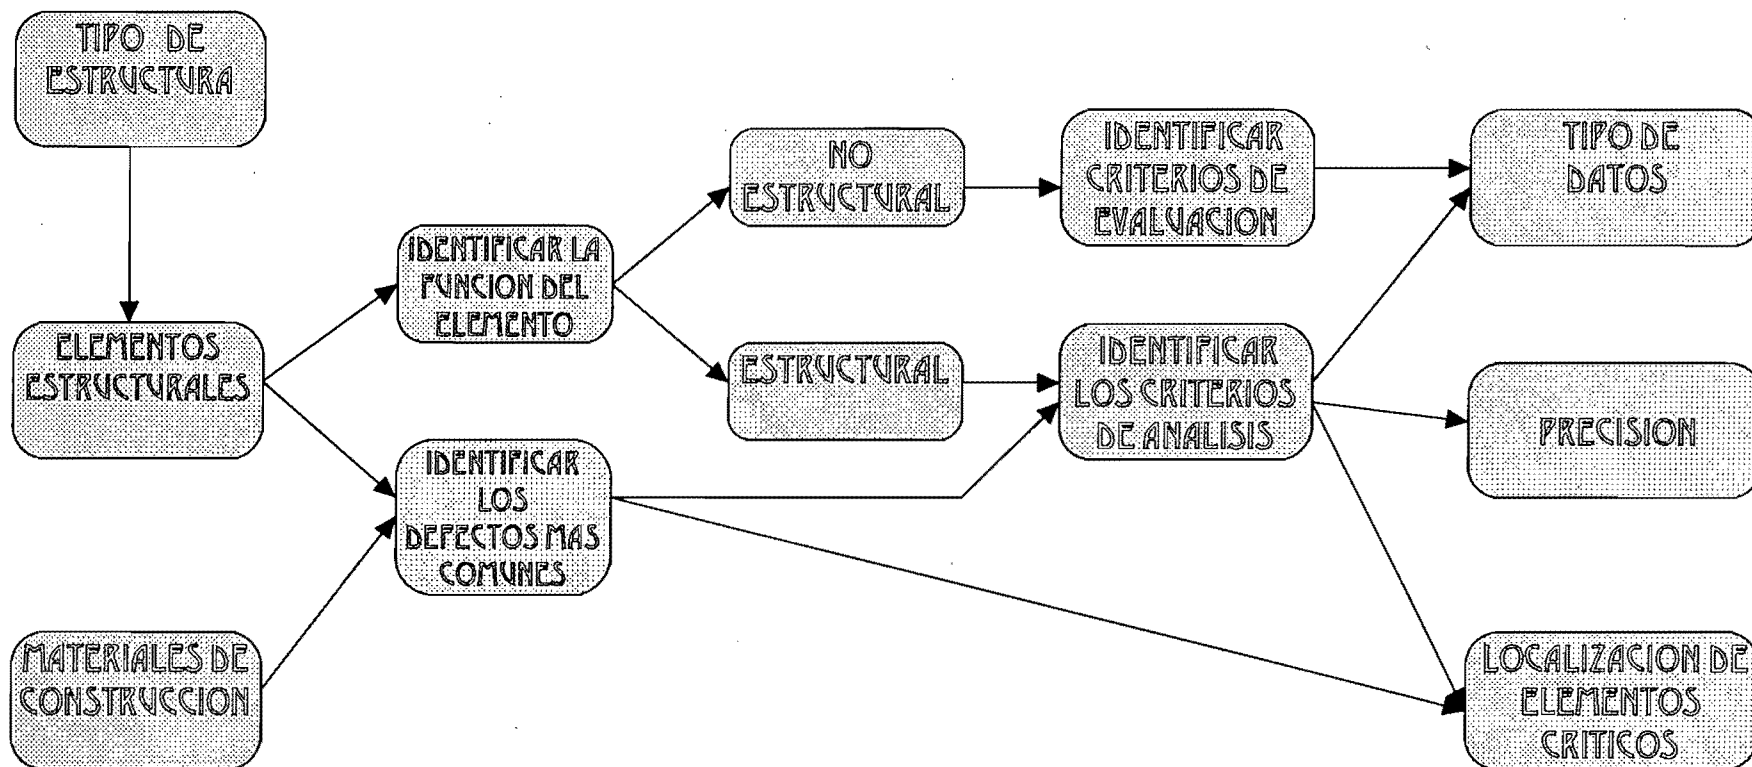 TIPO DE
ESTRUCTURA
ELEMENTOS
ESTRUCTURALES
MATERIALES DE
CONSTRUCCION
IDENTIFICAR LA
FUNCION DEL
ELEMENTO
IDENTIFICAR
LOS
DEFECTOS MAS
COMUNES
NO
ESTRUCTURAL
ESTRUCTURAL
IDENTIFICAR
CRITERIOS DE
EVALUACION
IDENTIFICAR
LOS CRITERIOS
DE ANALISIS
TIPO DE
DATOS
PRECISION
LOCALIZACION DE
ELEMENTOS
CRITICOS